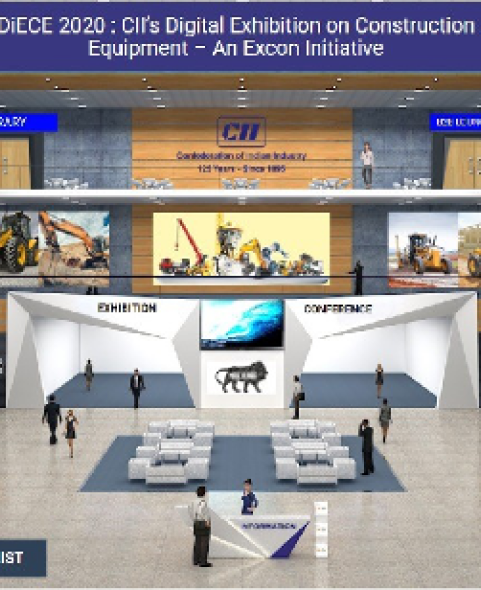 DiECE 2020 : CII's Digital Exhibition on Construction
Equipment – An Excon Initiative
CII
Confederation of Indian Industry
125 Years - Since 1895
EXHIBITION
CONFERENCE
INFORMATION
IST